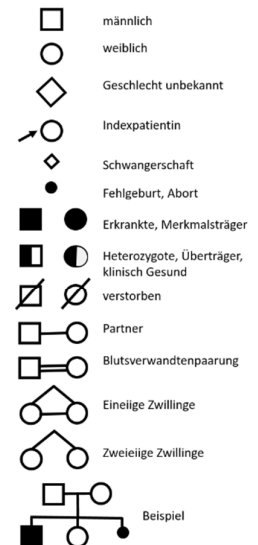 männlich
weiblich
Geschlecht unbekannt
Indexpatientin
Schwangerschaft
Fehlgeburt, Abort
Erkrankte, Merkmalsträger
Heterozygote, Überträger,
klinisch Gesund
verstorben
Partner
Blutsverwandtenpaarung
Eineiige Zwillinge
Zweieiige Zwillinge
Beispiel